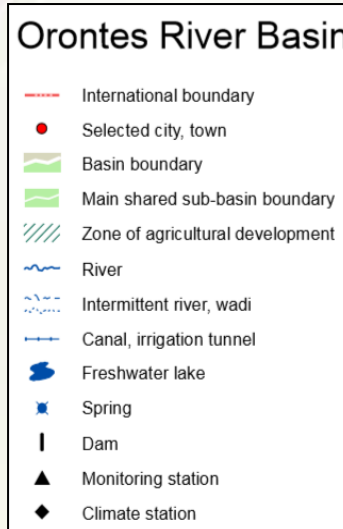 Orontes River Basin
International boundary
Selected city, town
Basin boundary
Main shared sub-basin boundary
Zone of agricultural development
River
Intermittent river, wadi
Canal, irrigation tunnel
Freshwater lake
Spring
Dam
Monitoring station
Climate station